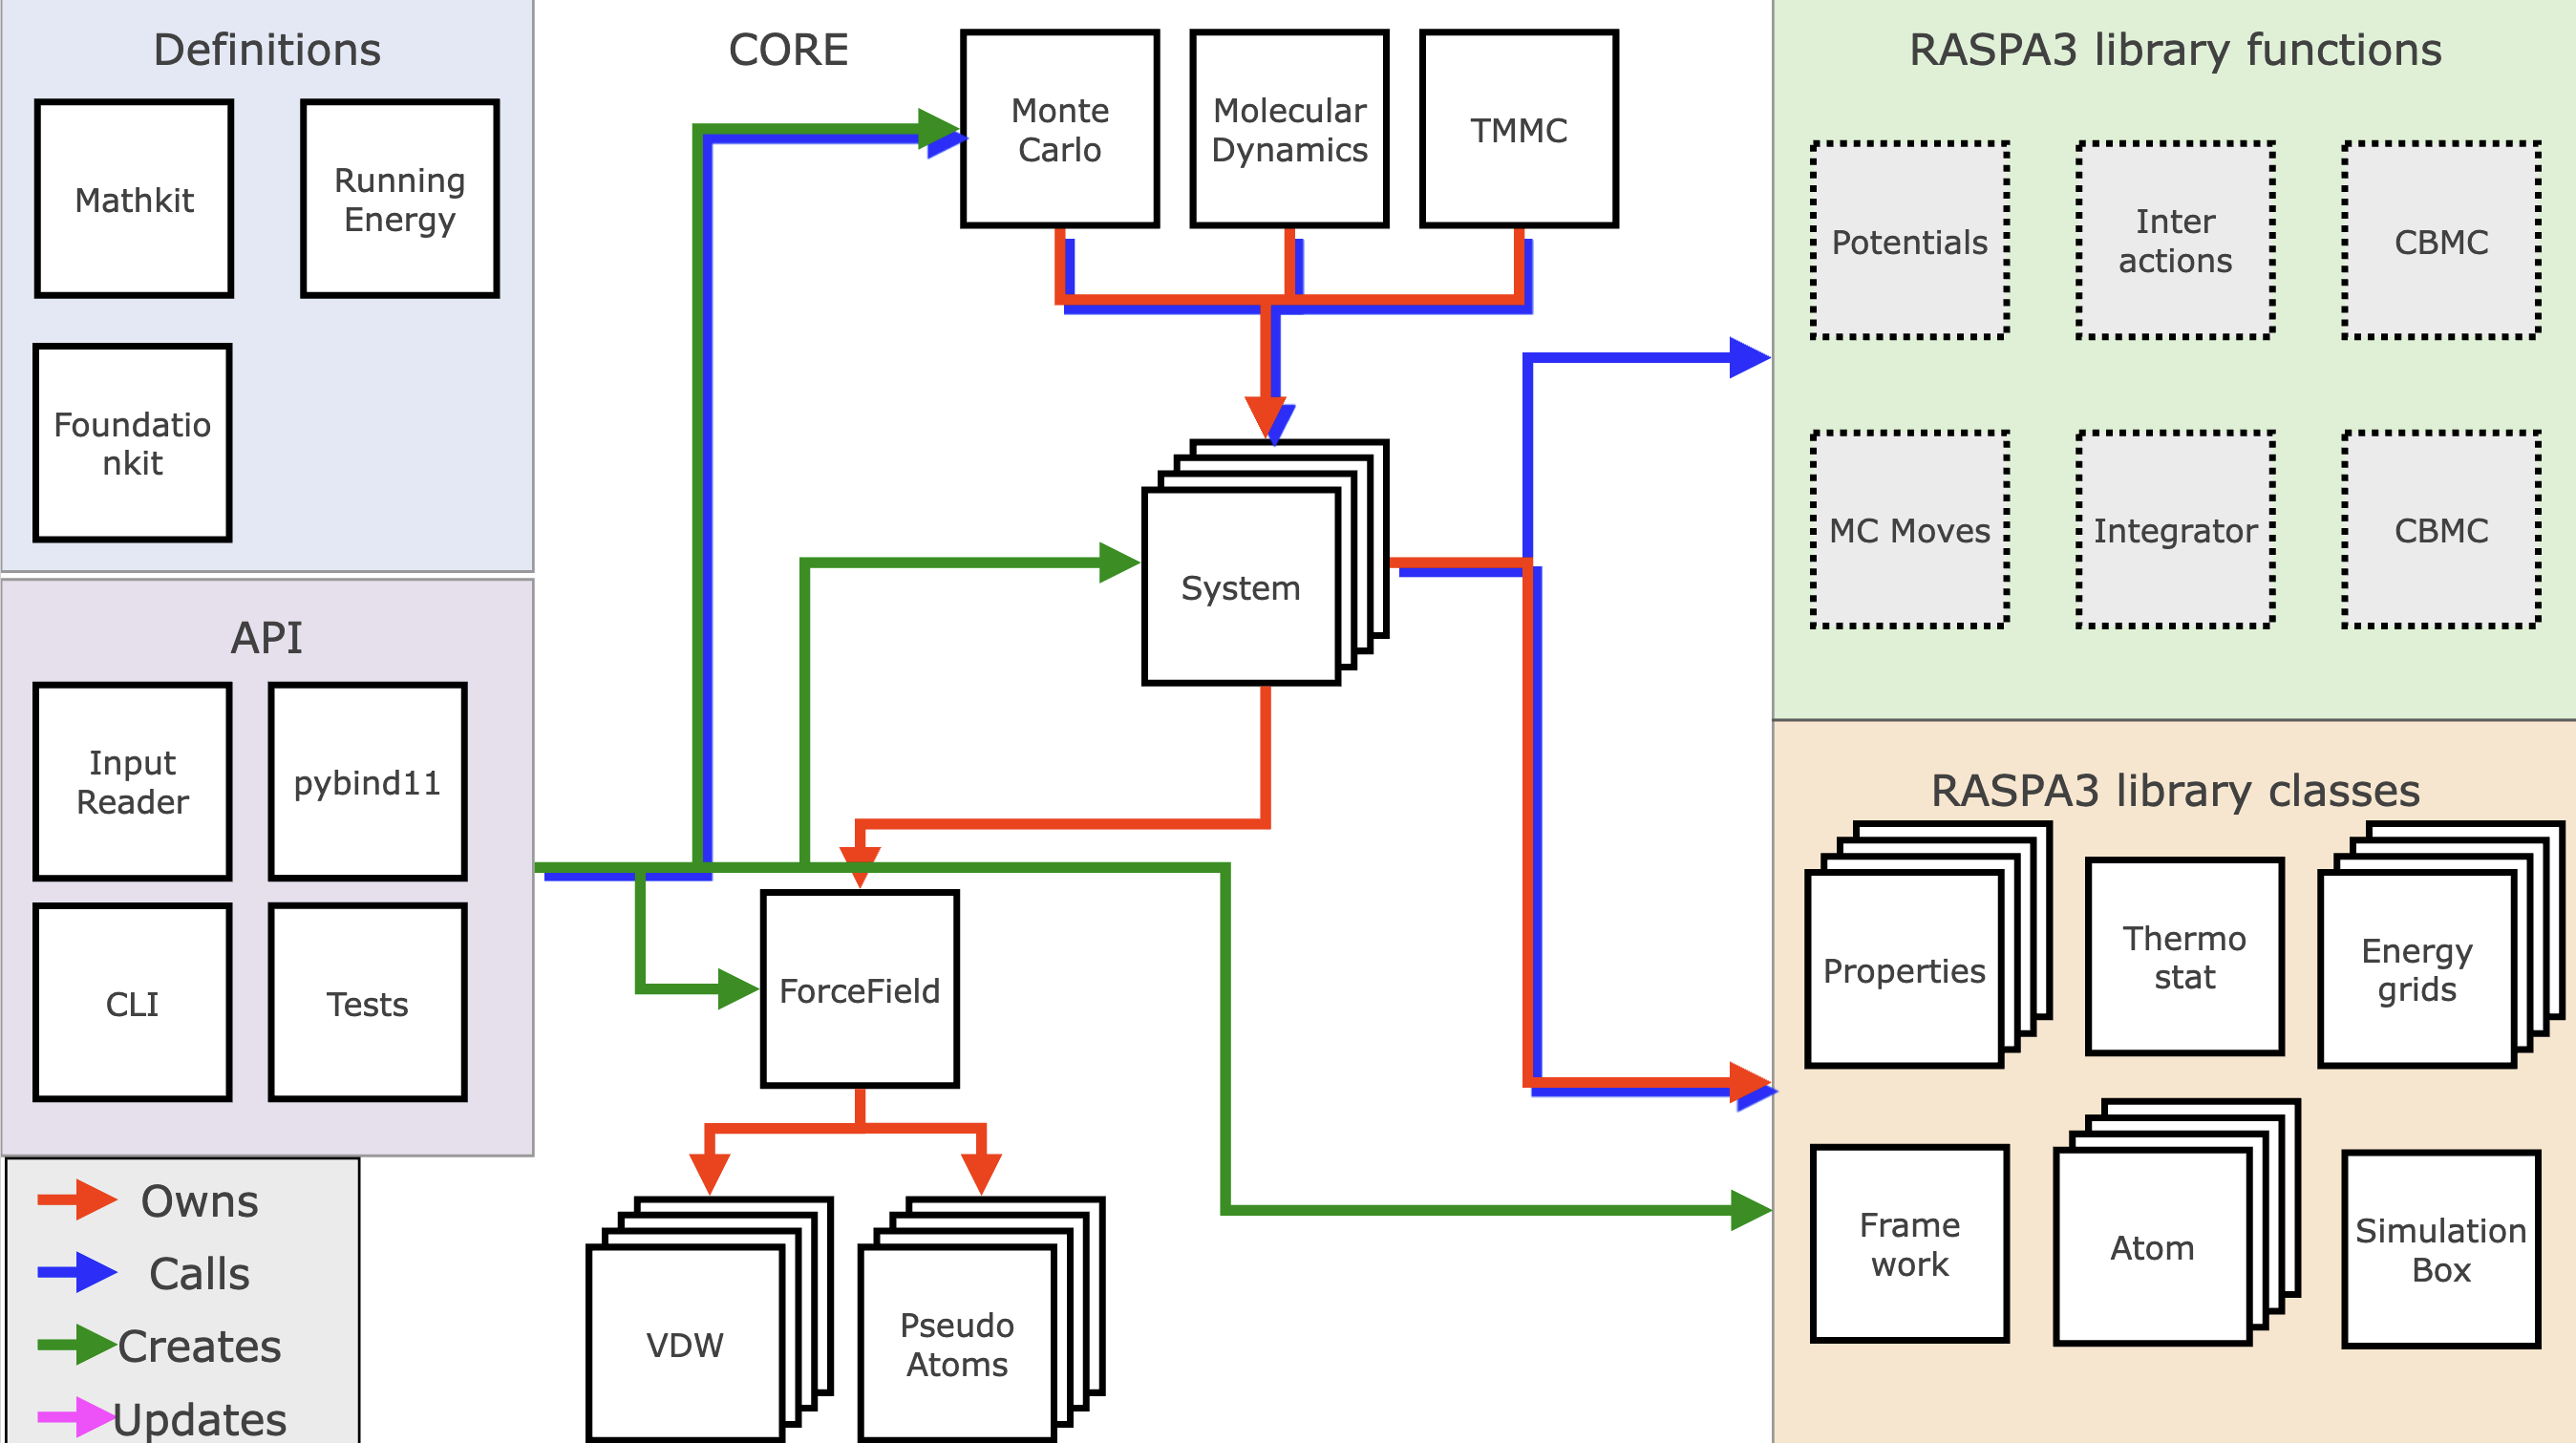 Definitions
Mathkit
Running
Energy
Foundatio
nkit
API
Input
Reader
pybind11
CLI
Tests
Owns
Calls
Creates
Updates
CORE
Monte
Carlo
Molecular
Dynamics
TMMC
System
ForceField
VDW
Pseudo
Atoms
RASPA3 library functions
Potentials
Inter
actions
CBMC
MC Moves
Integrator
CBMC
RASPA3 library classes
Properties
Thermo
stat
Energy
grids
Frame
work
Atom
Simulation
Box